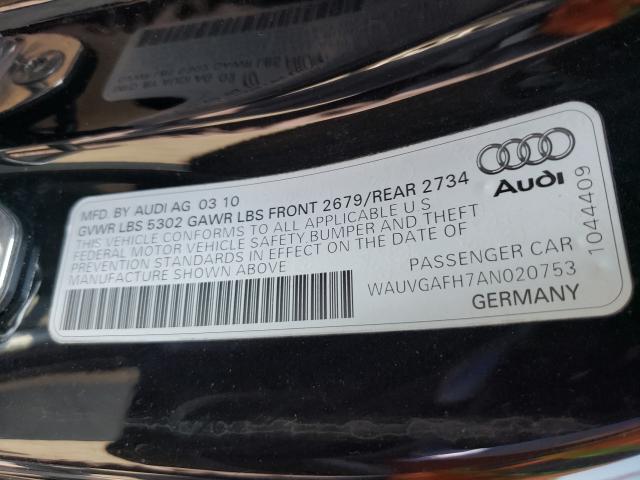 MFD. BY AUDI AG 03 10
GVWR LBS 5302 GAWR LBS FRONT 2679/REAR 2734
THIS VEHICLE CONFORMS TO ALL APPLICABLE U S
FEDERAL MOTOR VEHICLE SAFETY BUMPER AND THEFT
PREVENTION STANDARDS IN EFFECT ON THE DATE OF
MANUFACTURE SHOWN ABOVE
Audi
PASSENGER CAR
WAUVGAFH7AN020753
GERMANY
1044409